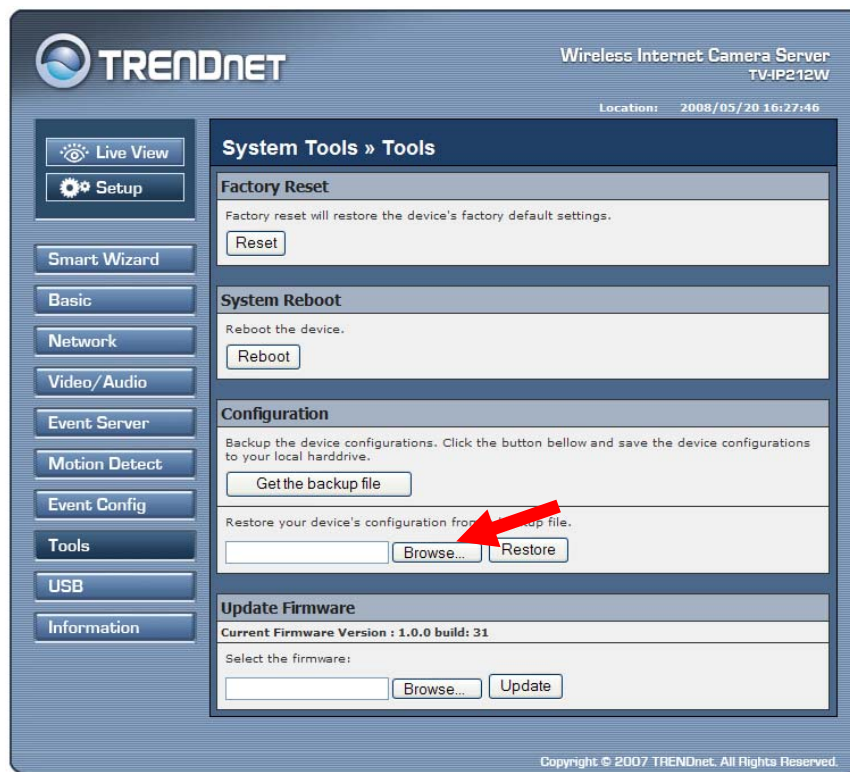 TRENDnet
Wireless Internet Camera Server
TV-IP212W
Location: 2008/05/20 16:27:46
Live View
Setup
Smart Wizard
Basic
Network
Video/Audio
Event Server
Motion Detect
Event Config
Tools
USB
Information
System Tools » Tools
Factory Reset
Factory reset will restore the device's factory default settings.
Reset
System Reboot
Reboot the device.
Reboot
Configuration
Backup the device configurations. Click the button bellow and save the device configurations
to your local harddrive.
Get the backup file
Restore your device's configuration file.
Browse... Restore
Update Firmware
Current Firmware Version : 1.0.0 build: 31
Select the firmware:
Browse... Update
Copyright © 2007 TRENDnet. All Rights Reserved.